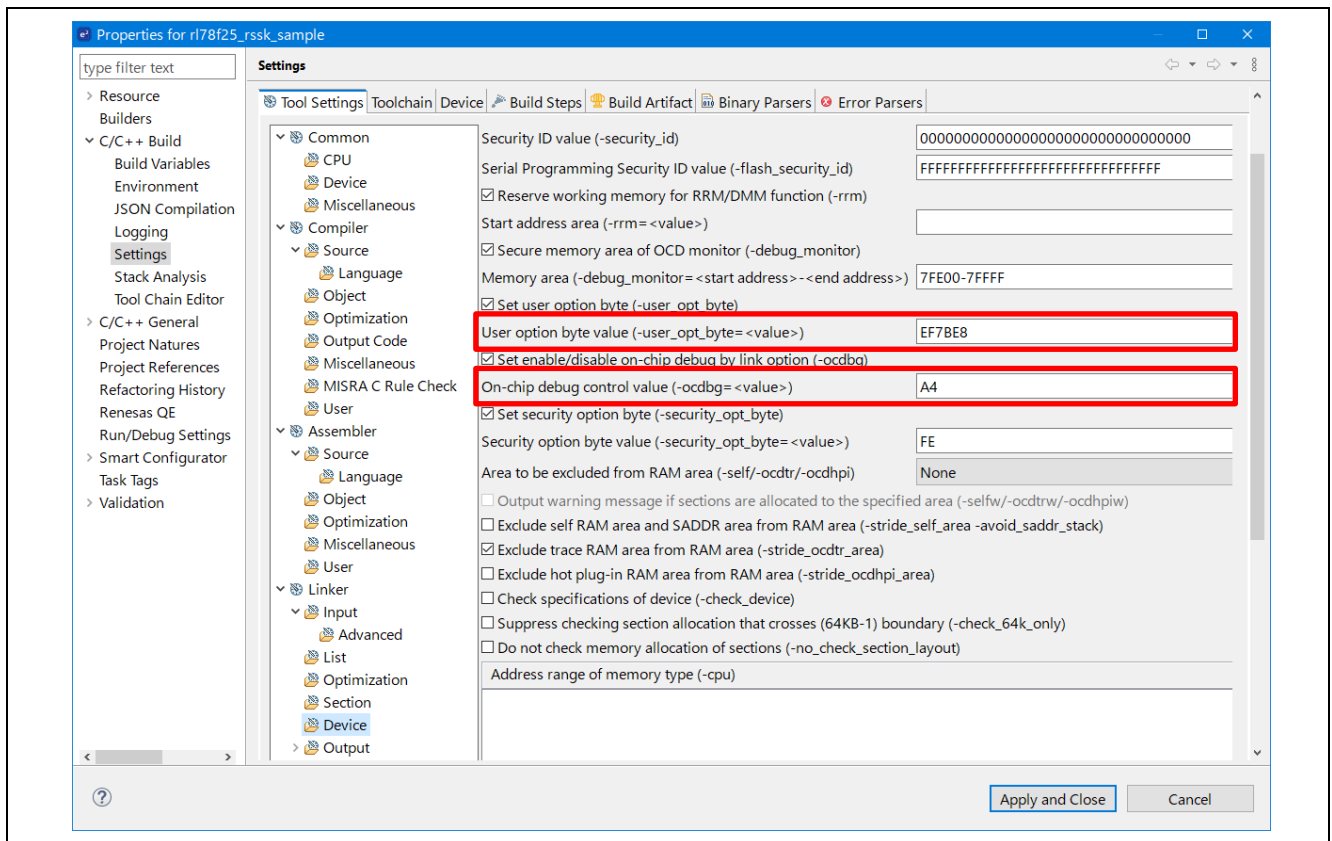 Properties for rl78f25_rssk_sample
type filter text
Resource
Builders
C/C++ Build
Build Variables
Environment
JSON Compilation
Logging
Settings
Stack Analysis
Tool Chain Editor
C/C++ General
Project Natures
Project References
Refactoring History
Renesas QE
Run/Debug Settings
Smart Configurator
Task Tags
Validation
Settings
Tool Settings Toolchain Device Build Steps Build Artifact Binary Parsers Error Parsers
Common
CPU
Device
Miscellaneous
Compiler
Source
Language
Object
Optimization
Output Code
Miscellaneous
MISRA C Rule Check
User
Assembler
Source
Language
Object
Optimization
Miscellaneous
User
Linker
Input
Advanced
List
Optimization
Section
Device
Output
Security ID value (-security_id) 00000000000000000000000000000000
Serial Programming Security ID value (-flash_security_id) FFFFFFFFFFFFFFFFFFFFFFFFFFFFFFFF
Reserve working memory for RRM/DMM function (-rrm)
Start address area (-rrm=<value>)
Secure memory area of OCD monitor (-debug_monitor)
Memory area (-debug_monitor=<start address>-<end address>) 7FE00-7FFFF
Set user option byte (-user_opt_byte)
User option byte value (-user_opt_byte=<value>) EF7BE8
Set enable/disable on-chip debug by link option (-ocdbg)
On-chip debug control value (-ocdbg=<value>) A4
Set security option byte (-security_opt_byte)
Security option byte value (-security_opt_byte=<value>) FE
Area to be excluded from RAM area (-self/-ocdtr/-ocdhpi) None
Output warning message if sections are allocated to the specified area (-selfw/-ocdtrw/-ocdhpiw)
Exclude self RAM area and SADDR area from RAM area (-stride_self_area -avoid_saddr_stack)
Exclude trace RAM area from RAM area (-stride_ocdtr_area)
Exclude hot plug-in RAM area from RAM area (-stride_ocdhpi_area)
Check specifications of device (-check_device)
Suppress checking section allocation that crosses (64KB-1) boundary (-check_64k_only)
Do not check memory allocation of sections (-no_check_section_layout)
Address range of memory type (-cpu)
Apply and Close Cancel